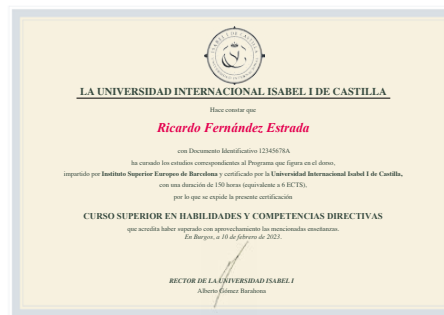 LA UNIVERSIDAD INTERNACIONAL ISABEL I DE CASTILLA
Hace constar que
Ricardo Fernández Estrada
con Documento Identificativo 12345678A
ha cursado los estudios correspondientes al Programa que figura en el dorso,
impartido por Instituto Superior Europeo de Barcelona y certificado por la Universidad Internacional Isabel I de Castilla,
con una duración de 150 horas (equivalente a 6 ECTS),
por lo que se expide la presente certificación
CURSO SUPERIOR EN HABILIDADES Y COMPETENCIAS DIRECTIVAS
que acredita haber superado con aprovechamiento las mencionadas enseñanzas.
En Burgos, a 10 de febrero de 2023.
RECTOR DE LA UNIVERSIDAD ISABEL I
Alberto Gómez Barahona